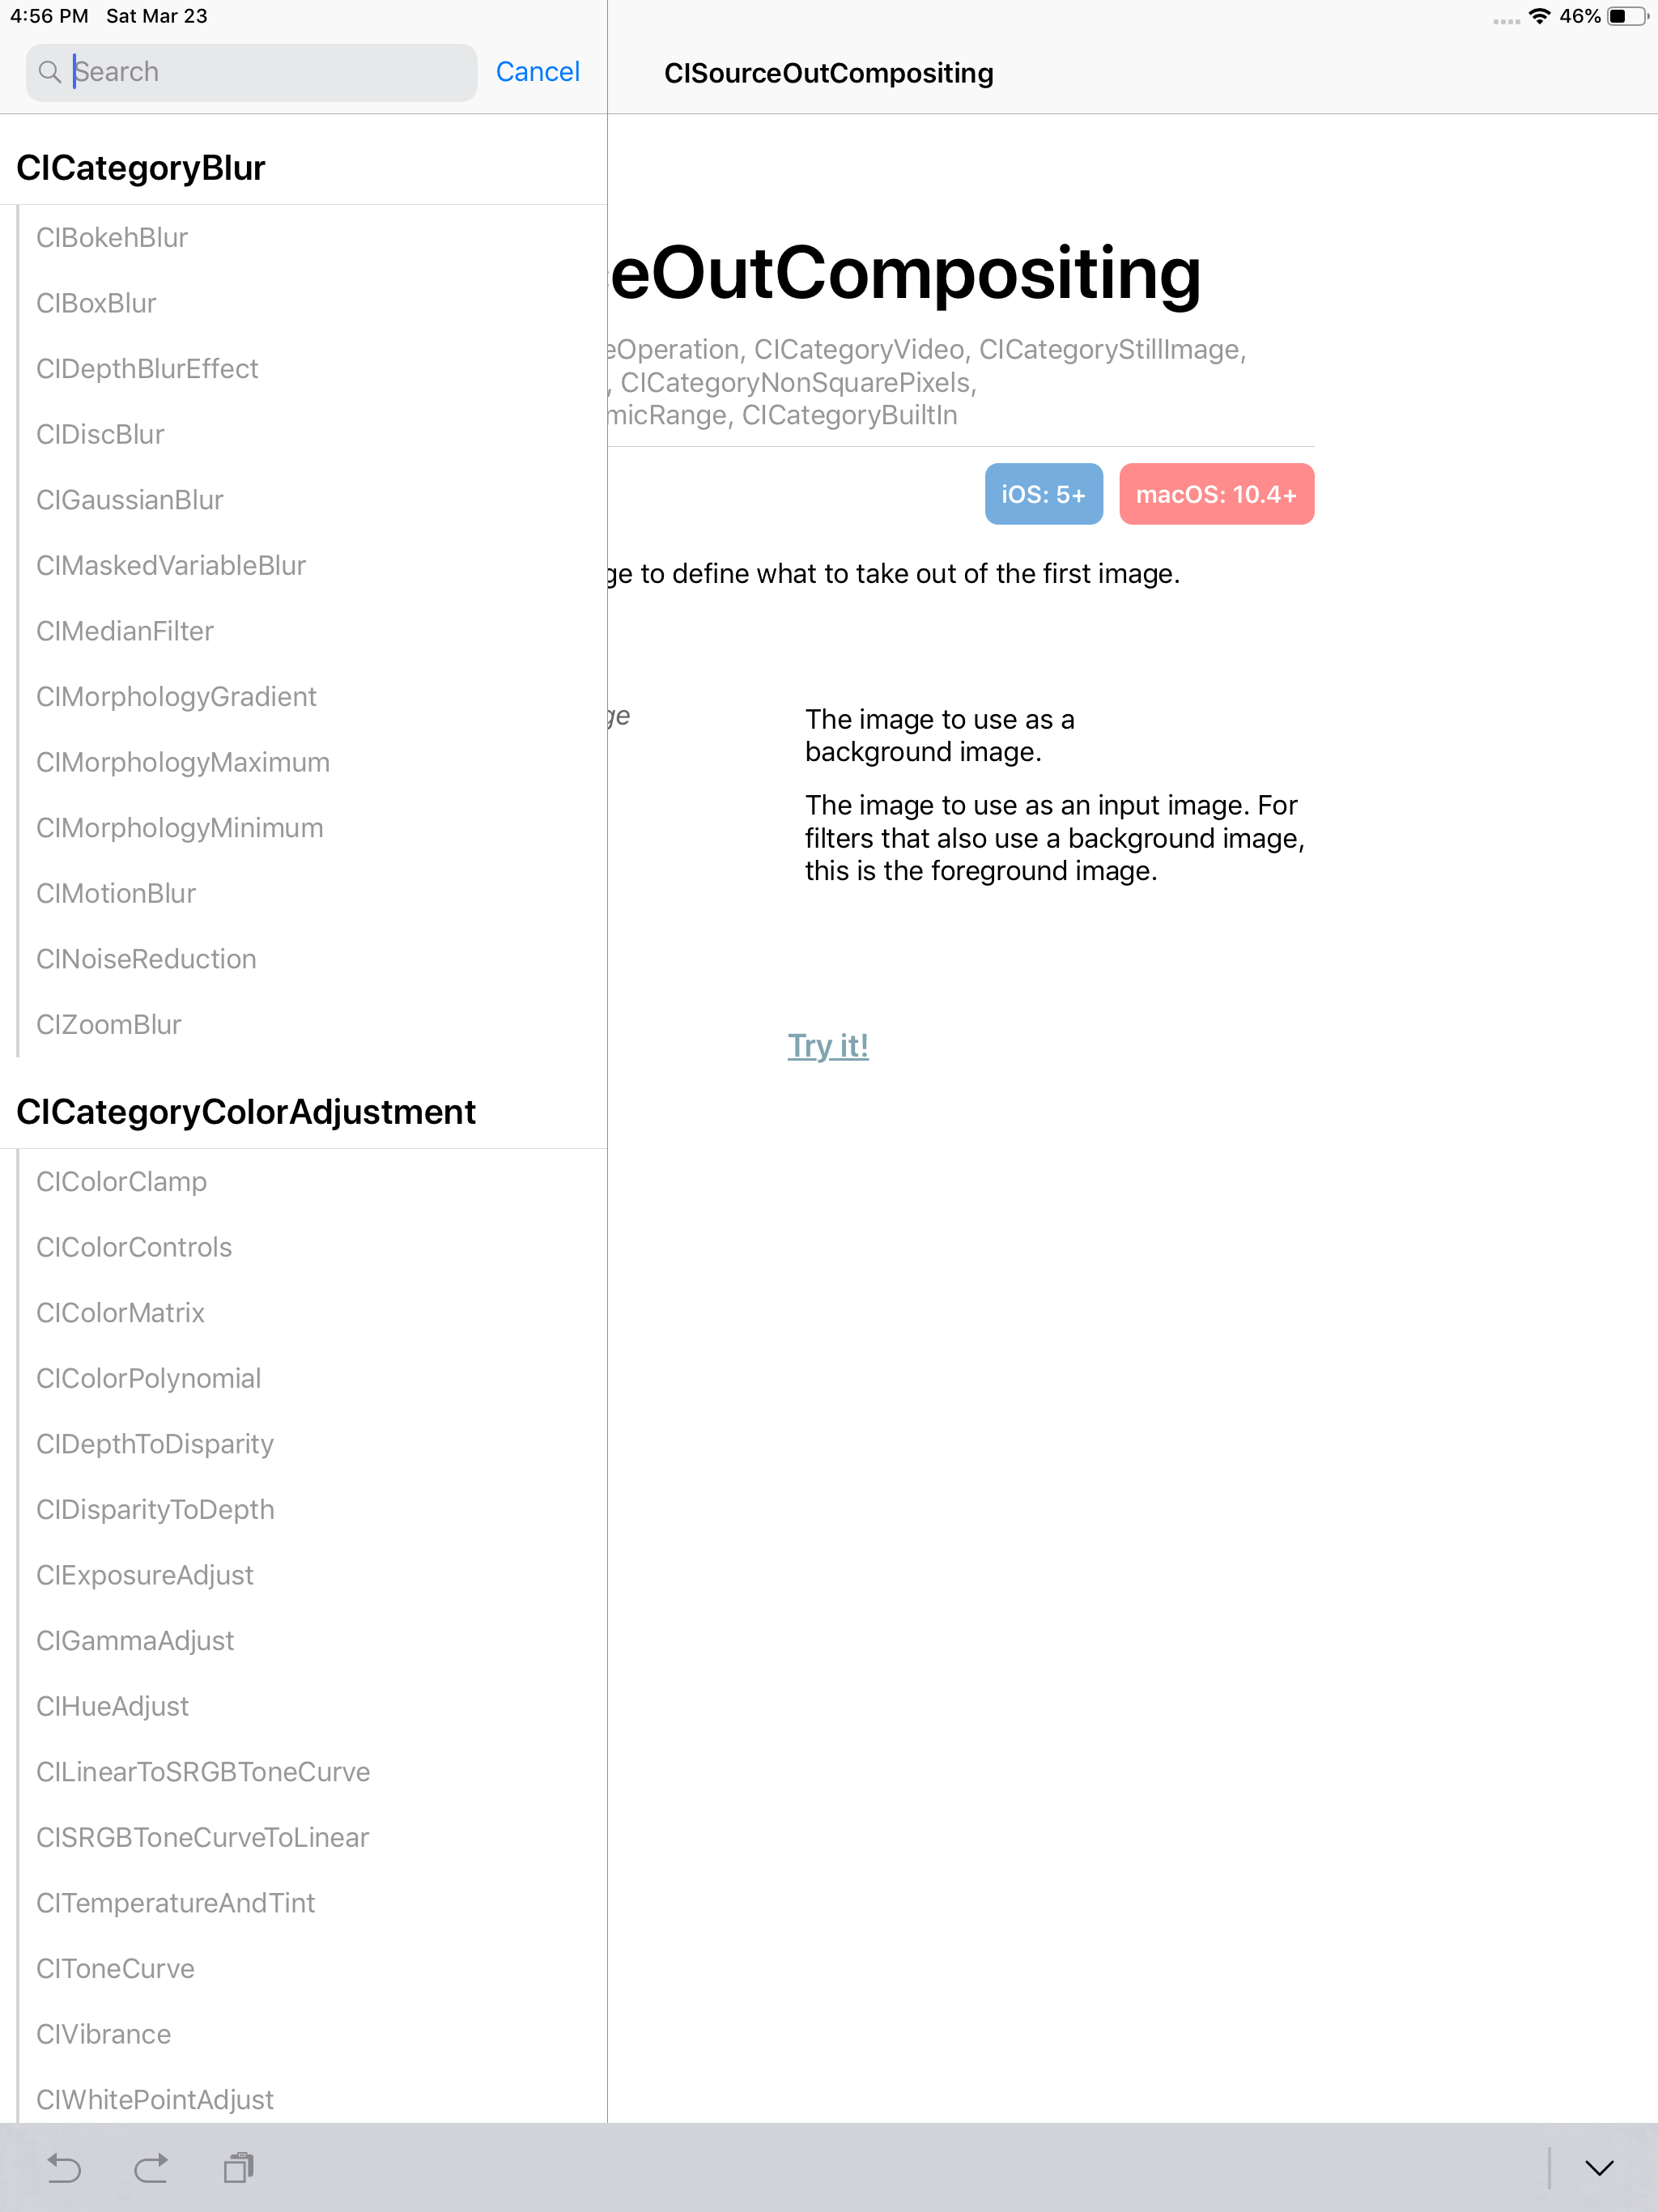 4:56 PM Sat Mar 23
46%
Search
Cancel
CISourceOutCompositing
CICategoryBlur
CIBokehBlur
CIBoxBlur
CIDepthBlurEffect
CIDiscBlur
CIGaussianBlur
CIMaskedVariableBlur
CIMedianFilter
CIMorphologyGradient
CIMorphologyMaximum
CIMorphologyMinimum
CIMotionBlur
CINoiseReduction
CIZoomBlur
CICategoryColorAdjustment
CIColorClamp
CIColorControls
CIColorMatrix
CIColorPolynomial
CIDepthToDisparity
CIDisparityToDepth
CIExposureAdjust
CIGammaAdjust
CIHueAdjust
CILinearToSRGBToneCurve
CISRGBToneCurveToLinear
CITemperatureAndTint
CIToneCurve
CIVibrance
CIWhitePointAdjust
eOutCompositing
eOperation, CICategoryVideo, CICategoryStillImage,
, CICategoryNonSquarePixels,
micRange, CICategoryBuiltIn
iOS: 5+
macOS: 10.4+
ge to define what to take out of the first image.
ge
The image to use as a
background image.
The image to use as an input image. For
filters that also use a background image,
this is the foreground image.
Try it!